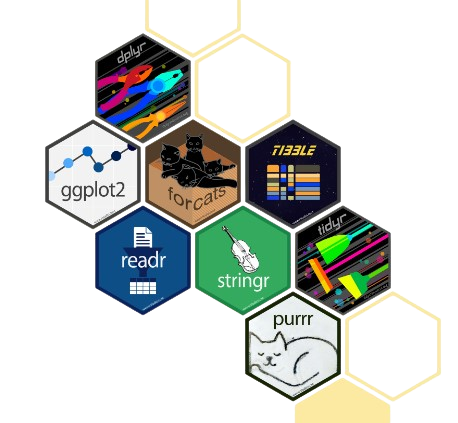 dplyr
ggplot2
forcats
TIBBLE
readr
stringr
tidyr
purrr